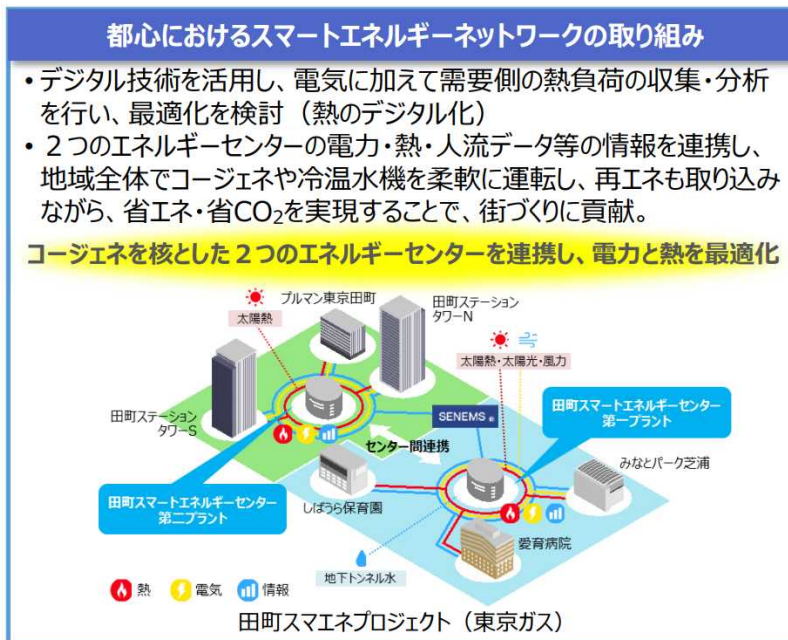 都心におけるスマートエネルギーネットワークの取り組み
• デジタル技術を活用し、電気に加えて需要側の熱負荷の収集・分析
を行い、最適化を検討（熱のデジタル化）
• ２つのエネルギーセンターの電力・熱・人流データ等の情報を連携し、
地域全体でコージェネや冷温水機を柔軟に運転し、再エネも取り込み
ながら、省エネ・省CO₂を実現することで、街づくりに貢献。
コージェネを核とした２つのエネルギーセンターを連携し、電力と熱を最適化
プルマン東京田町
田町ステーション
タワーN
太陽熱
太陽熱・太陽光・風力
田町ステーション
タワーS
SENEMS
田町スマートエネルギーセンター
第一プラント
センター間連携
みなとパーク芝浦
田町スマートエネルギーセンター
第二プラント
しばうら保育園
愛育病院
地下トンネル水
熱 電気 情報
田町スマエネプロジェクト（東京ガス）